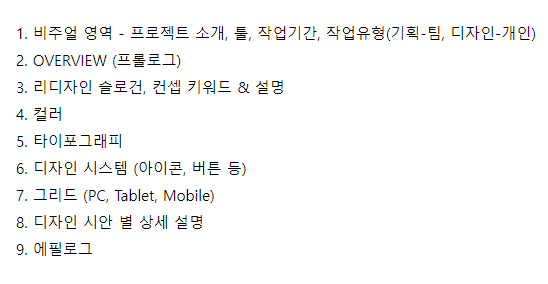 1. 비주얼 영역 - 프로젝트 소개, 툴, 작업기간, 작업유형(기획-팀, 디자인-개인)
2. OVERVIEW (프롤로그)
3. 리디자인 슬로건, 컨셉 키워드 & 설명
4. 컬러
5. 타이포그래피
6. 디자인 시스템 (아이콘, 버튼 등)
7. 그리드 (PC, Tablet, Mobile)
8. 디자인 시안 별 상세 설명
9. 에필로그